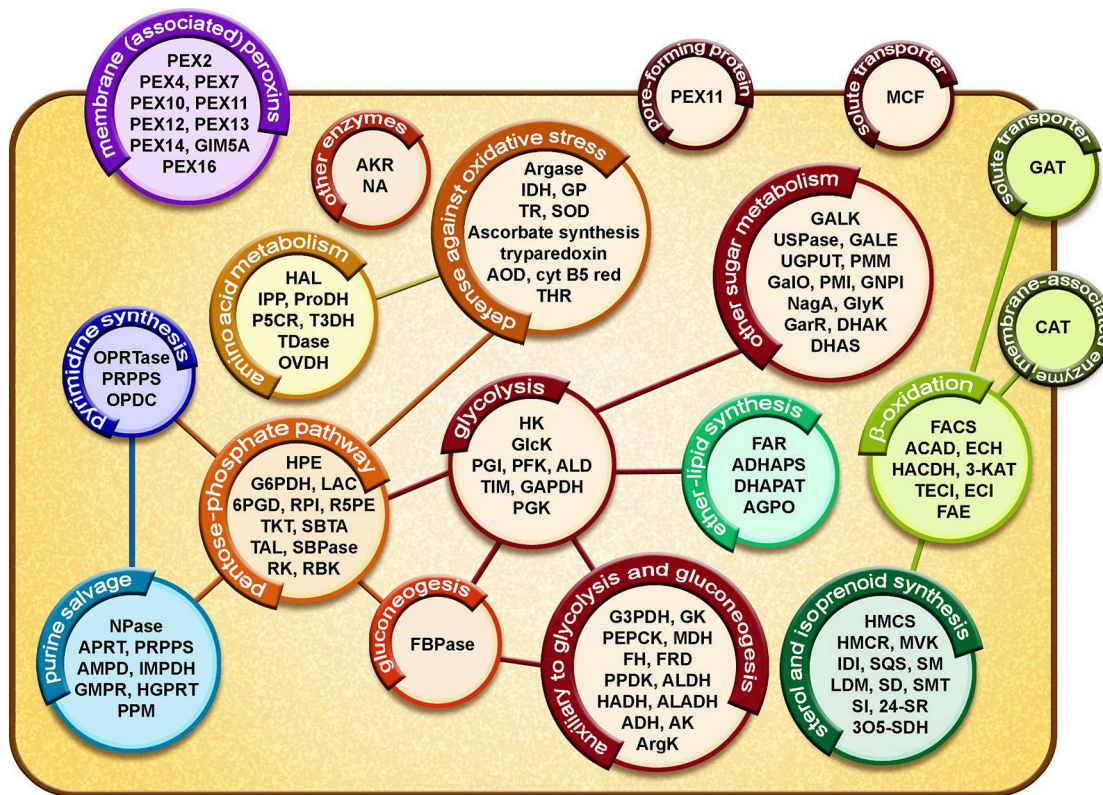 membrane (associated) peroxins
PEX2
PEX4, PEX7
PEX10, PEX11
PEX12, PEX13
PEX14, GIM5A
PEX16
pore-forming protein
PEX11
solute transporter
MCF
solute transporter
GAT
other enzymes
AKR
NA
defense against oxidative stress
Argase
IDH, GP
TR, SOD
Ascorbate synthesis
tryparedoxin
AOD, cyt B5 red
THR
other sugar metabolism
GALK
USPase, GALE
UGPUT, PMM
GalO, PMI, GNPI
NagA, GlyK
GarR, DHAK
DHAS
amino acid metabolism
HAL
IPP, ProDH
P5CR, T3DH
TDase
OVDH
membrane-associated enzyme
CAT
pyrimidine synthesis
OPRTase
PRPPS
OPDC
glycolysis
HK
GlcK
PGI, PFK, ALD
TIM, GAPDH
PGK
β-oxidation
FACS
ACAD, ECH
HACDH, 3-KAT
TECI, ECI
FAE
pentose-phosphate pathway
HPE
G6PDH, LAC
6PGD, RPI, R5PE
TKT, SBTA
TAL, SBPase
RK, RBK
ether-lipid synthesis
FAR
ADHAPS
DHAPAT
AGPO
purine salvage
NPase
APRT, PRPPS
AMPD, IMPDH
GMPR, HGPRT
PPM
gluconeogesis
FBPase
auxiliary to glycolysis and gluconeogesis
G3PDH, GK
PEPCK, MDH
FH, FRD
PPDK, ALDH
HADH, ALADH
ADH, AK
ArgK
sterol and isoprenoid synthesis
HMCS
HMCR, MVK
IDI, SQS, SM
LDM, SD, SMT
SI, 24-SR
3O5-SDH